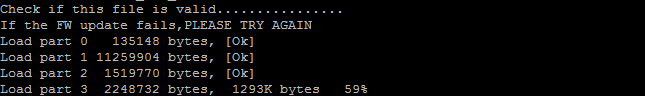 Check if this file is valid................
If the FW update fails,PLEASE TRY AGAIN
Load part 0   135148 bytes, [Ok]
Load part 1 11259904 bytes, [Ok]
Load part 2  1519770 bytes, [Ok]
Load part 3  2248732 bytes,  1293K bytes   59%